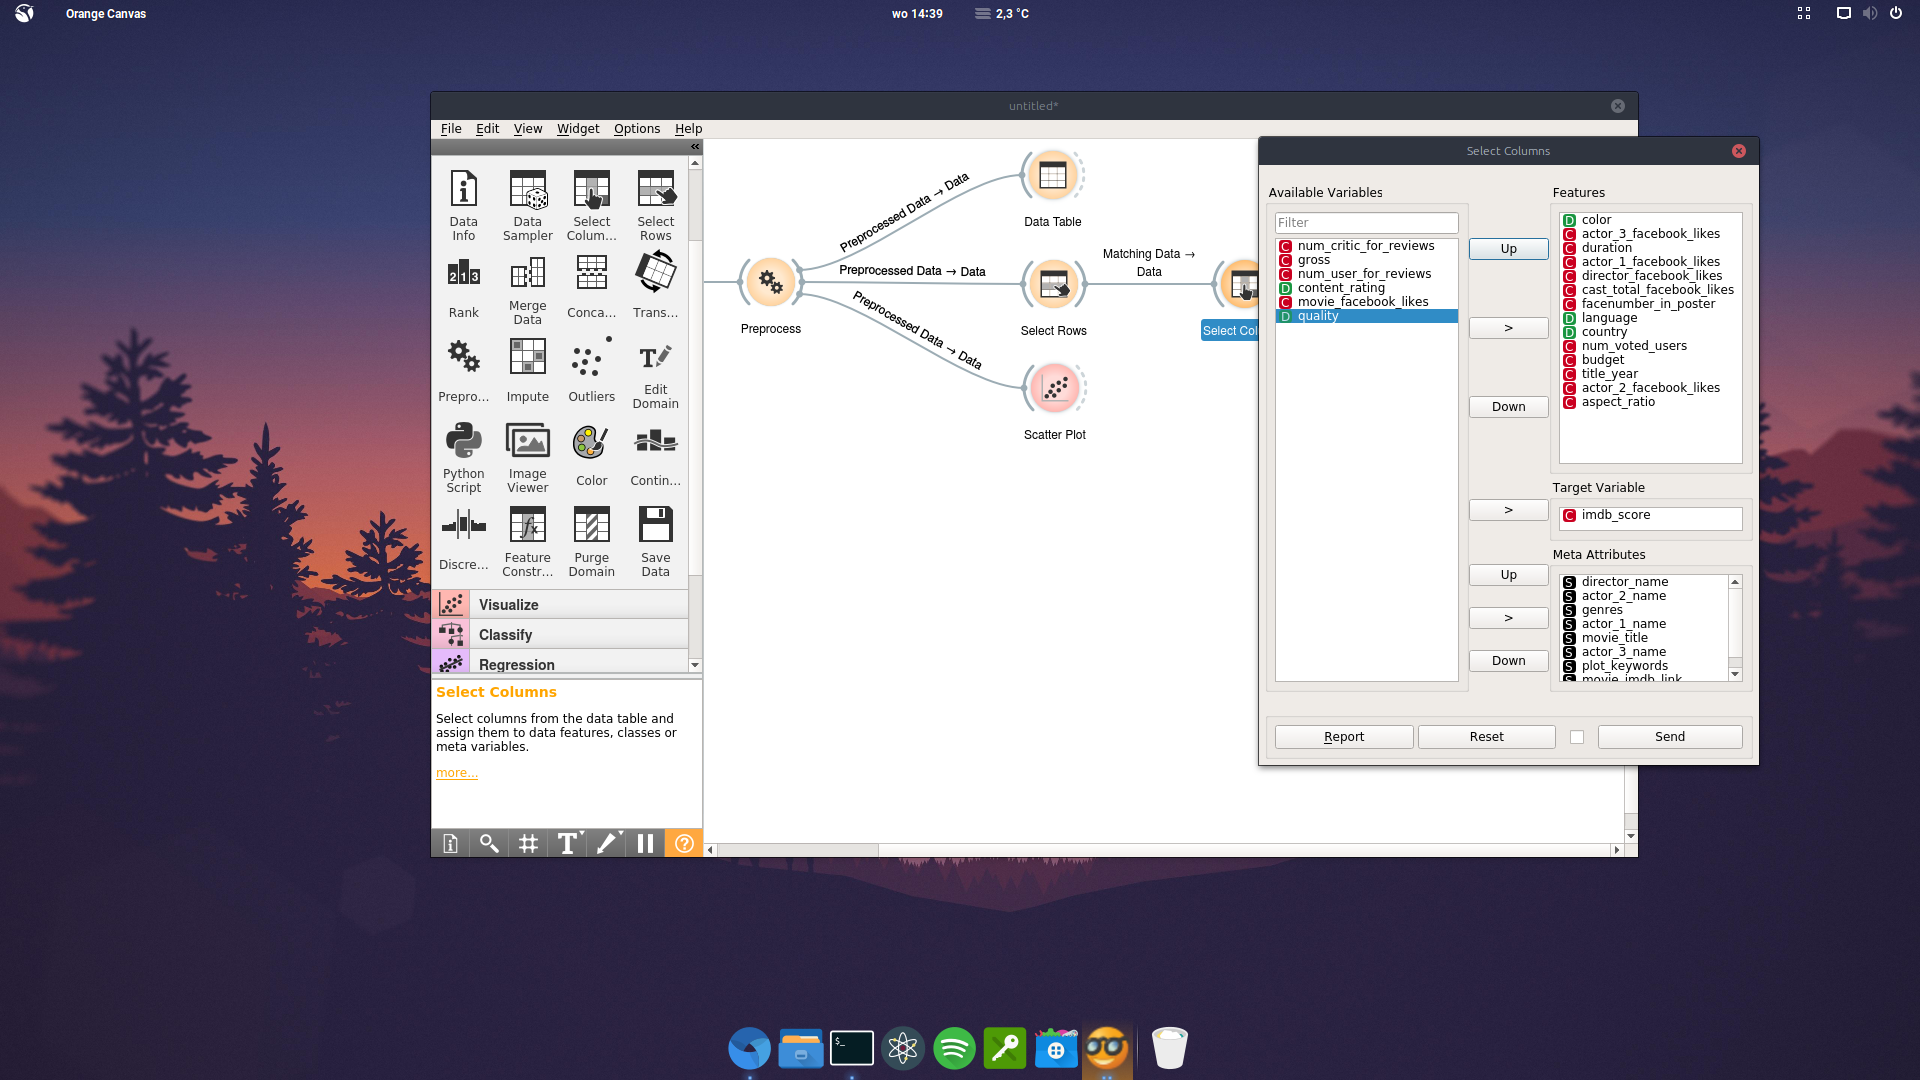 Orange Canvas
wo 14:39
2,3 °C
untitled*
File Edit View Widget Options Help
«
Data Info
Data Sampler
Select Colum...
Select Rows
Rank
Merge Data
Conca...
Trans...
Prepro...
Impute
Outliers
Edit Domain
Python Script
Image Viewer
Color
Contin...
Discre...
Feature Constr...
Purge Domain
Save Data
Visualize
Classify
Regression
Select Columns
Select columns from the data table and
assign them to data features, classes or
meta variables.
more...
Preprocess
Preprocessed Data → Data
Preprocessed Data → Data
Preprocessed Data → Data
Data Table
Select Rows
Scatter Plot
Matching Data →
Data
Select Col
Select Columns
Available Variables
Filter
C num_critic_for_reviews
C gross
C num_user_for_reviews
D content_rating
C movie_facebook_likes
D quality
Up
>
Down
>
Up
>
Down
Features
D color
C actor_3_facebook_likes
C duration
C actor_1_facebook_likes
C director_facebook_likes
C cast_total_facebook_likes
C facenumber_in_poster
D language
D country
C num_voted_users
C budget
C title_year
C actor_2_facebook_likes
C aspect_ratio
Target Variable
C imdb_score
Meta Attributes
S director_name
S actor_2_name
S genres
S actor_1_name
S movie_title
S actor_3_name
S plot_keywords
S movie_imdb_link
Report
Reset
Send
$_